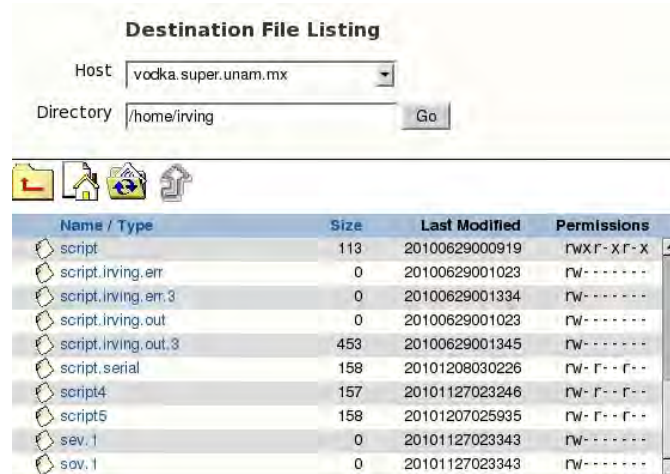 Destination File Listing
Host vodka.super.unam.mx
Directory /home/irving Go
Name / Type Size Last Modified Permissions
script 113 20100629000919 rwxr-xr-x
script.irving.err 0 20100629001023 rw-------
script.irving.err.3 0 20100629001334 rw-------
script.irving.out 0 20100629001023 rw-------
script.irving.out.3 453 20100629001345 rw-------
script.serial 158 20101208030226 rw-r--r--
script4 157 20101127023246 rw-r--r--
script5 158 20101207025935 rw-r--r--
sev.1 0 20101127023343 rw-------
sov.1 0 20101127023343 rw-------